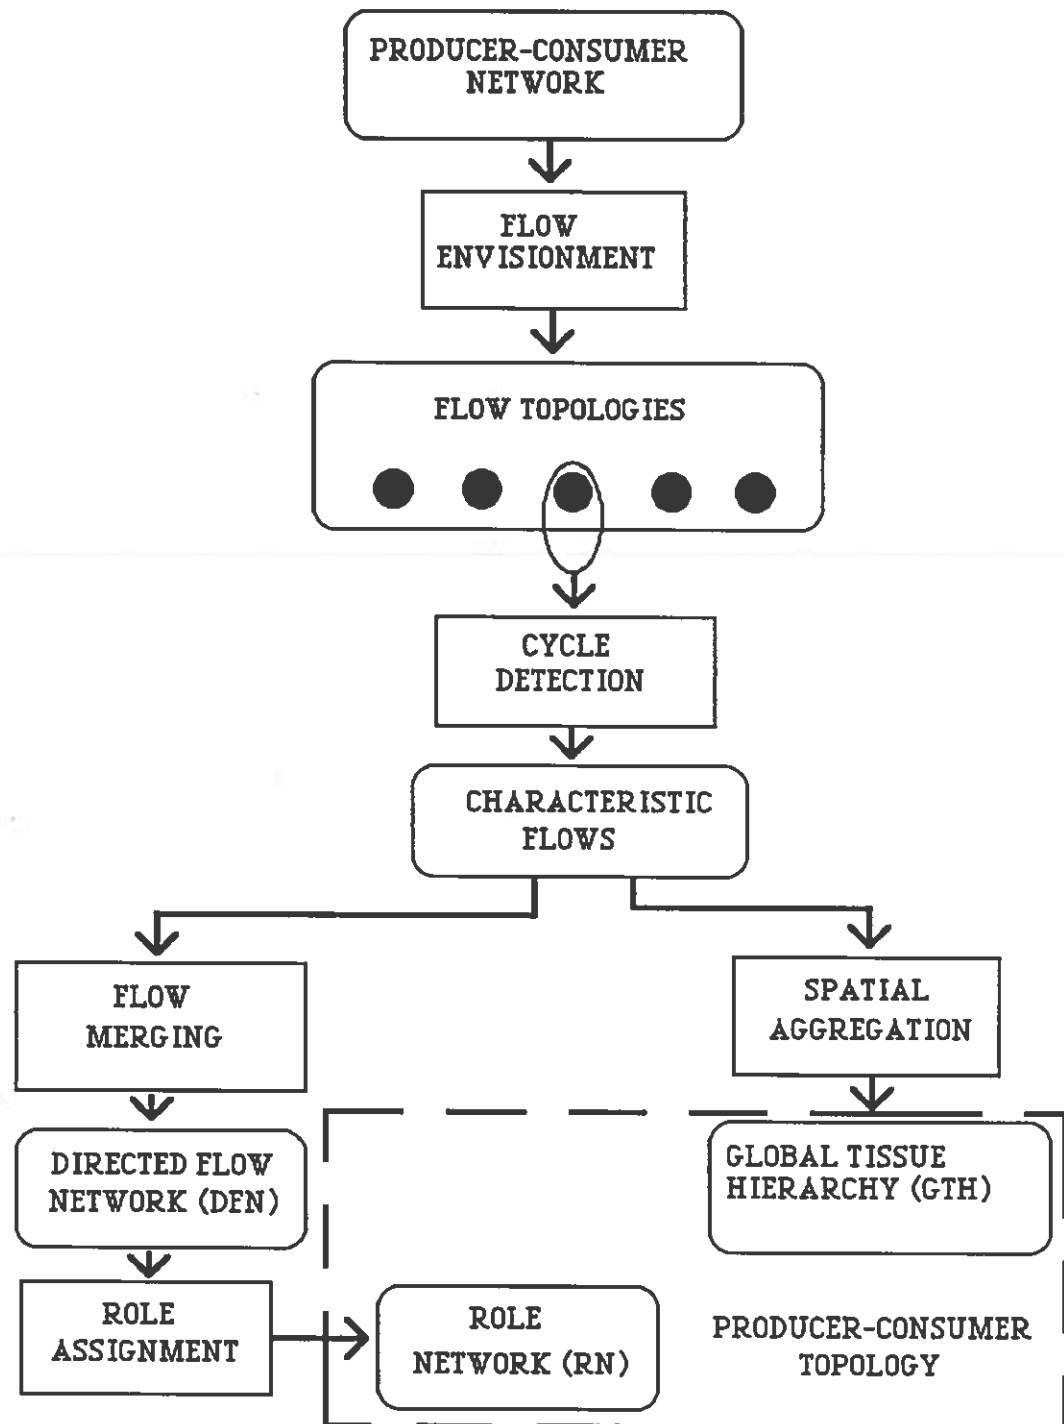 PRODUCER-CONSUMER
NETWORK
FLOW
ENVISIONMENT
FLOW TOPOLOGIES
CYCLE
DETECTION
CHARACTERISTIC
FLOWS
FLOW
MERGING
SPATIAL
AGGREGATION
DIRECTED FLOW
NETWORK (DFN)
GLOBAL TISSUE
HIERARCHY (GTH)
ROLE
ASSIGNMENT
ROLE
NETWORK (RN)
PRODUCER-CONSUMER
TOPOLOGY